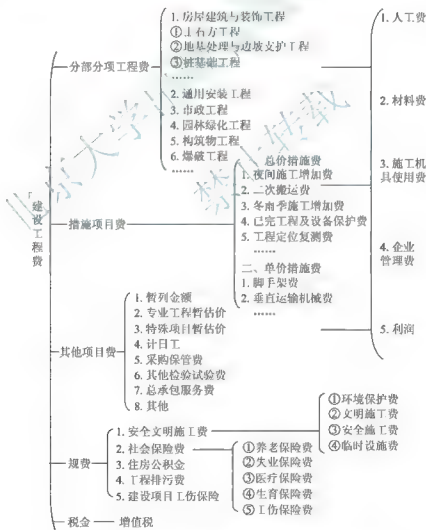 建设工程费
分部分项工程费
1. 房屋建筑与装饰工程
①土石方工程
②地基处理与边坡支护工程
③桩基础工程
……
2. 通用安装工程
3. 市政工程
4. 园林绿化工程
5. 构筑物工程
6. 爆破工程
……
措施项目费
一、总价措施费
1. 夜间施工增加费
2. 二次搬运费
3. 冬雨季施工增加费
4. 已完工程及设备保护费
5. 工程定位复测费
……
二、单价措施费
1. 脚手架费
2. 垂直运输机械费
……
1. 人工费
2. 材料费
3. 施工机
具使用费
4. 企业
管理费
5. 利润
其他项目费
1. 暂列金额
2. 专业工程暂估价
3. 特殊项目暂估价
4. 计日工
5. 采购保管费
6. 其他检验试验费
7. 总承包服务费
8. 其他
规费
1. 安全文明施工费
2. 社会保险费
3. 住房公积金
4. 工程排污费
5. 建设项目工伤保险
①环境保护费
②文明施工费
③安全施工费
④临时设施费
①养老保险费
②失业保险费
③医疗保险费
④生育保险费
⑤工伤保险费
税金
增值税
禁止转载